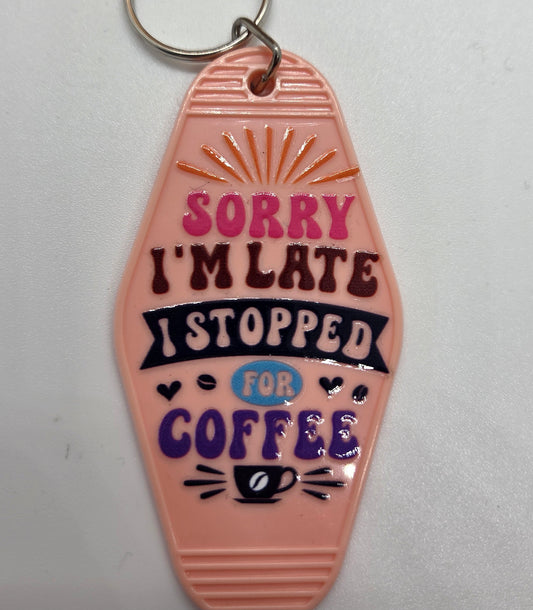 SORRY
I'M LATE
I STOPPED
FOR
COFFEE